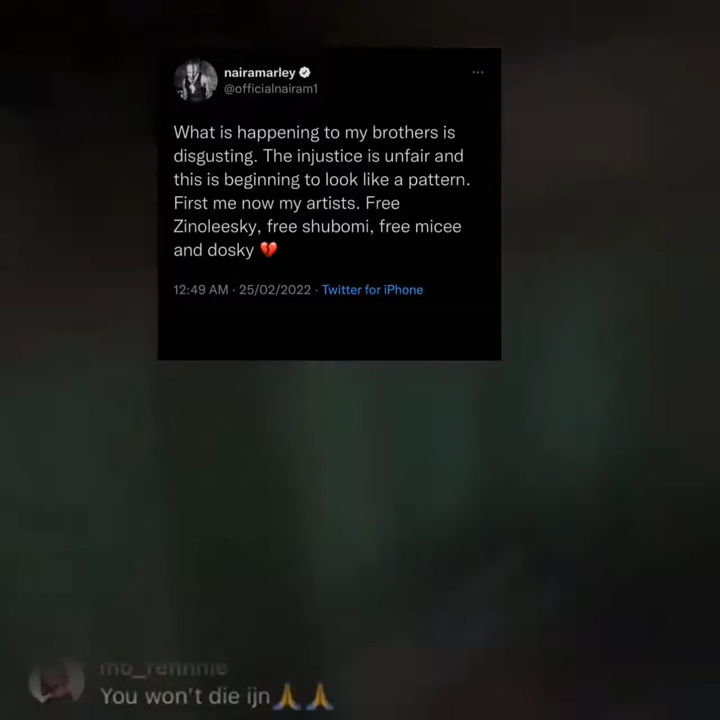 nairamarley
@officialnairam1
What is happening to my brothers is
disgusting. The injustice is unfair and
this is beginning to look like a pattern.
First me now my artists. Free
Zinoleesky, free shubomi, free micee
and dosky 💔
12:49 AM · 25/02/2022 · Twitter for iPhone
mo_rennnie
You won't die ijn🙏🙏